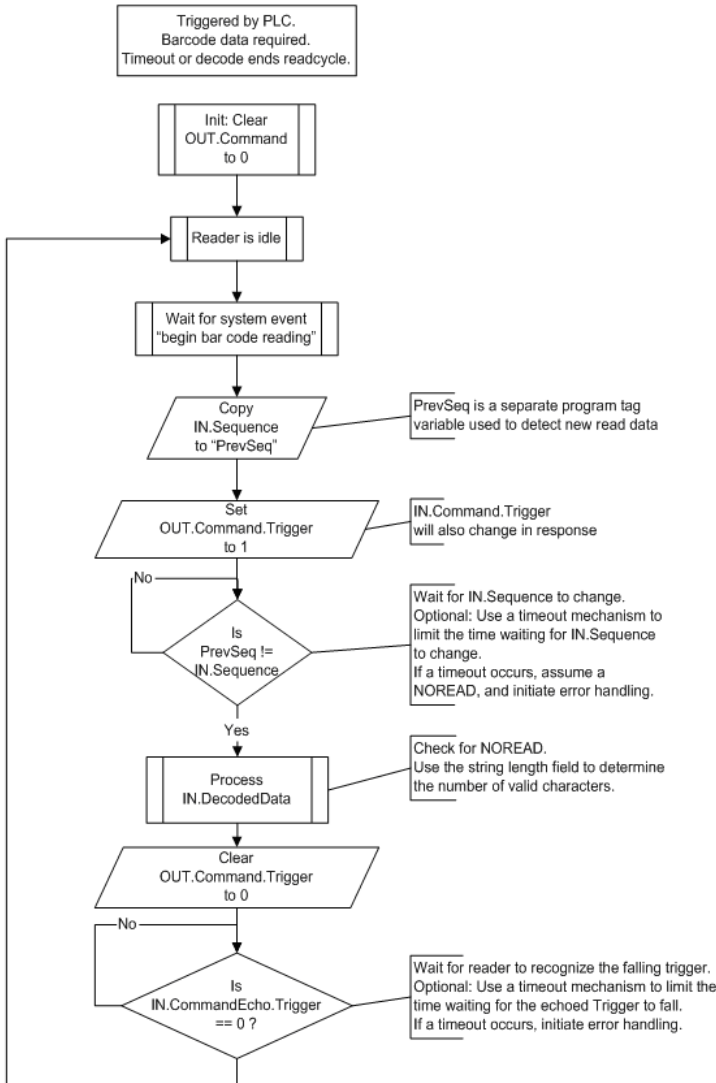 Triggered by PLC.
Barcode data required.
Timeout or decode ends readcycle.
Init: Clear
OUT.Command
to 0
Reader is idle
Wait for system event
“begin bar code reading”
Copy
IN.Sequence
to “PrevSeq”
PrevSeq is a separate program tag
variable used to detect new read data
Set
OUT.Command.Trigger
to 1
IN.Command.Trigger
will also change in response
No
Is
PrevSeq !=
IN.Sequence
Wait for IN.Sequence to change.
Optional: Use a timeout mechanism to
limit the time waiting for IN.Sequence
to change.
If a timeout occurs, assume a
NOREAD, and initiate error handling.
Yes
Process
IN.DecodedData
Check for NOREAD.
Use the string length field to determine
the number of valid characters.
Clear
OUT.Command.Trigger
to 0
No
Is
IN.CommandEcho.Trigger
== 0 ?
Wait for reader to recognize the falling trigger.
Optional: Use a timeout mechanism to limit the
time waiting for the echoed Trigger to fall.
If a timeout occurs, initiate error handling.